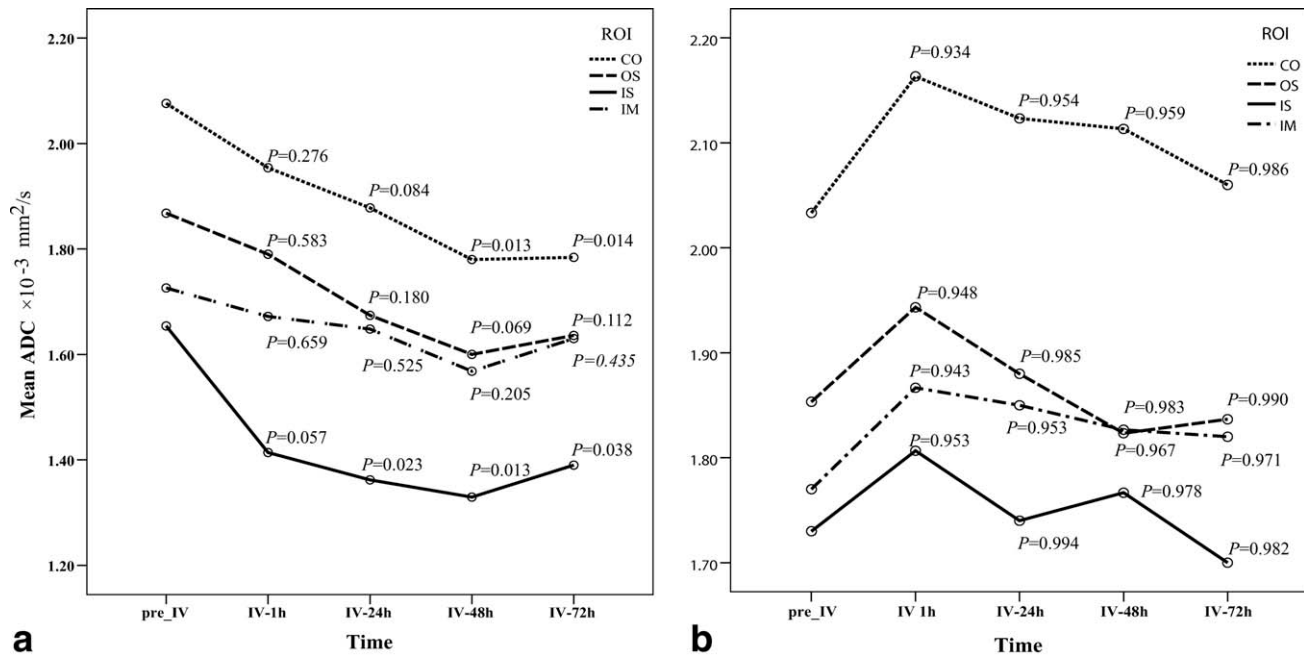 2.20
2.00
1.80
1.60
1.40
1.20
Mean ADC ×10 -3 mm²/s
ROI
CO
OS
IS
IM
P=0.276
P=0.084
P=0.013
P=0.014
P=0.583
P=0.180
P=0.069
P=0.112
P=0.659
P=0.525
P=0.205
P=0.435
P=0.057
P=0.023
P=0.013
P=0.038
pre_IV IV-1h IV-24h IV-48h IV-72h
Time
a
2.20
2.10
2.00
1.90
1.80
1.70
ROI
CO
OS
IS
IM
P=0.934
P=0.954
P=0.959
P=0.986
P=0.948
P=0.985
P=0.983
P=0.990
P=0.943
P=0.953
P=0.967
P=0.971
P=0.953
P=0.994
P=0.978
P=0.982
pre_IV IV 1h IV-24h IV-48h IV-72h
Time
b